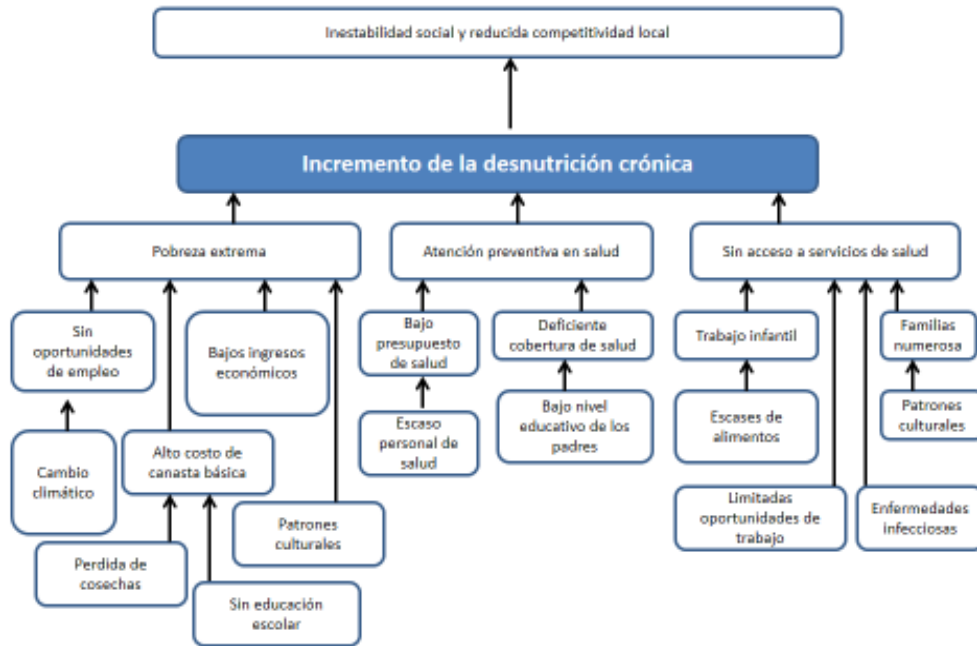 Inestabilidad social y reducida competitividad local
Incremento de la desnutrición crónica
Pobreza extrema
Atención preventiva en salud
Sin acceso a servicios de salud
Sin
oportunidades
de empleo
Bajos ingresos
económicos
Bajo
presupuesto
de salud
Deficiente
cobertura de salud
Trabajo infantil
Familias
numerosa
Cambio
climático
Alto costo de
canasta básica
Escaso
personal de
salud
Bajo nivel
educativo de los
padres
Escases de
alimentos
Patrones
culturales
Perdida de
cosechas
Patrones
culturales
Limitadas
oportunidades de
trabajo
Enfermedades
infecciosas
Sin educación
escolar